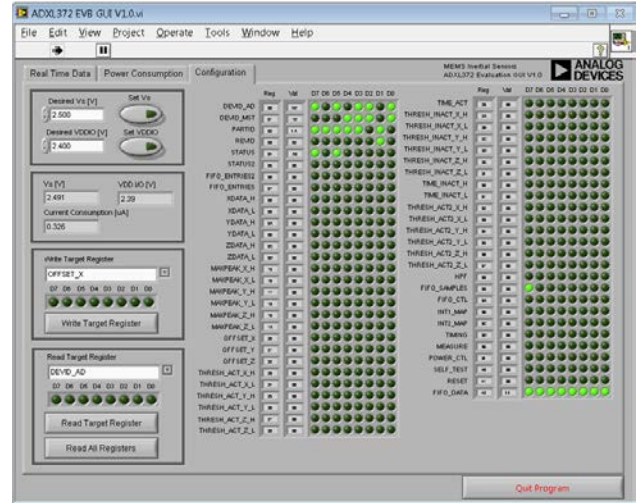 ADXL372 EVB GUI V1.0.vi
File Edit View Project Operate Tools Window Help
Real Time Data Power Consumption Configuration
MEMS Inertial Sensors
ADXL372 Evaluation GUI V1.0
ANALOG DEVICES
Desired Vs [V] Set Vs
2.500
Desired VDDIO [V] Set VDDIO
2.400
Vs [V] VDD I/O [V]
2.491 2.39
Current Consumption [uA]
0.326
Write Target Register
OFFSET_X
D7 D6 D5 D4 D3 D2 D1 D0
Write Target Register
Read Target Register
DEVID_AD
D7 D6 D5 D4 D3 D2 D1 D0
Read Target Register
Read All Registers
Reg Val D7 D6 D5 D4 D3 D2 D1 D0
DEVID_AD
DEVID_MST
PARTID
REVID
STATUS
STATUS2
FIFO_ENTRIES2
FIFO_ENTRIES
XDATA_H
XDATA_L
YDATA_H
YDATA_L
ZDATA_H
ZDATA_L
MAXPEAK_X_H
MAXPEAK_X_L
MAXPEAK_Y_H
MAXPEAK_Y_L
MAXPEAK_Z_H
MAXPEAK_Z_L
OFFSET_X
OFFSET_Y
OFFSET_Z
THRESH_ACT_X_H
THRESH_ACT_X_L
THRESH_ACT_Y_H
THRESH_ACT_Y_L
THRESH_ACT_Z_H
THRESH_ACT_Z_L
Reg Val D7 D6 D5 D4 D3 D2 D1 D0
TIME_ACT
THRESH_INACT_X_H
THRESH_INACT_X_L
THRESH_INACT_Y_H
THRESH_INACT_Y_L
THRESH_INACT_Z_H
THRESH_INACT_Z_L
TIME_INACT_H
TIME_INACT_L
THRESH_ACT2_X_H
THRESH_ACT2_X_L
THRESH_ACT2_Y_H
THRESH_ACT2_Y_L
THRESH_ACT2_Z_H
THRESH_ACT2_Z_L
HPF
FIFO_SAMPLES
FIFO_CTL
INT1_MAP
INT2_MAP
TIMING
MEASURE
POWER_CTL
SELF_TEST
RESET
FIFO_DATA
Quit Program